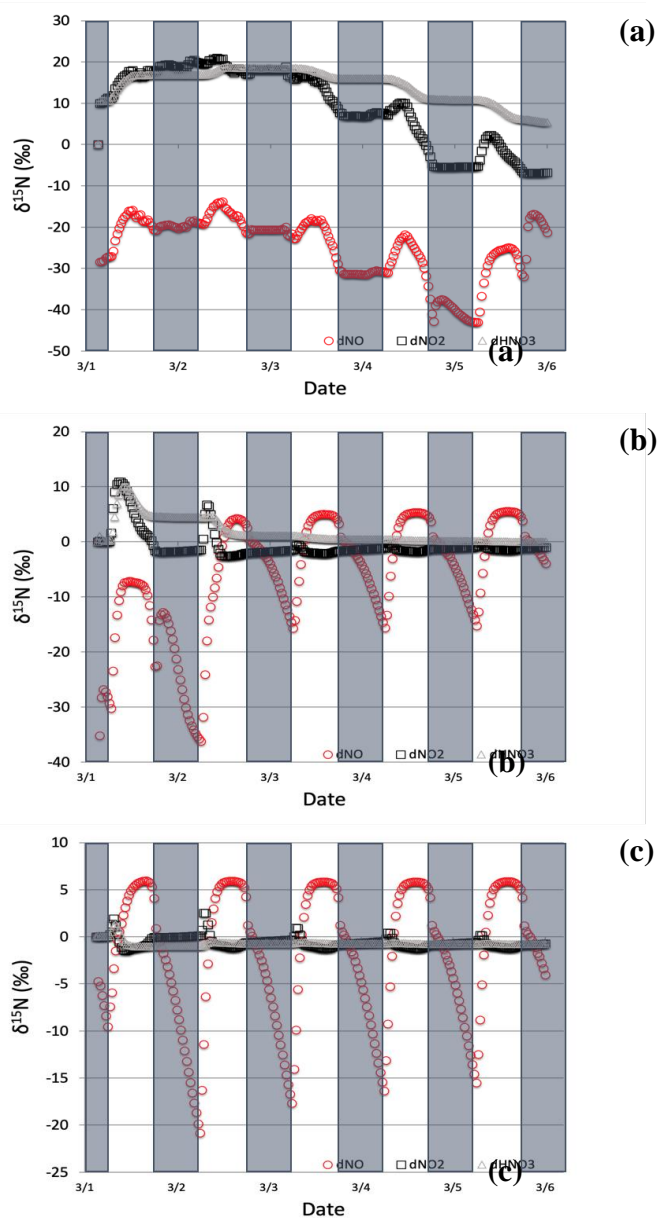 (a)
30
20
10
0
-10
-20
-30
-40
-50
δ¹⁵N (‰)
dNO dNO2 dHNO3
(a)
3/1 3/2 3/3 3/4 3/5 3/6
Date
(b)
20
10
0
-10
-20
-30
-40
δ¹⁵N (‰)
dNO dNO2 dHNO3
(b)
3/1 3/2 3/3 3/4 3/5 3/6
Date
(c)
10
5
0
-5
-10
-15
-20
-25
δ¹⁵N (‰)
dNO dNO2 dHNO3
(c)
3/1 3/2 3/3 3/4 3/5 3/6
Date